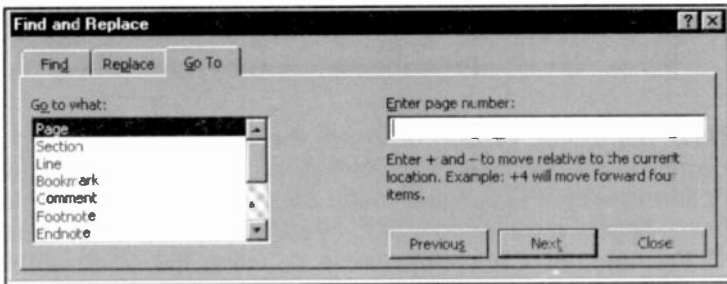 Find and Replace
Find Replace Go To
Go to what:
Page
Section
Line
Bookmark
Comment
Footnote
Endnote
Enter page number:
Enter + and – to move relative to the current
location. Example: +4 will move forward four
items.
Previous Next Close